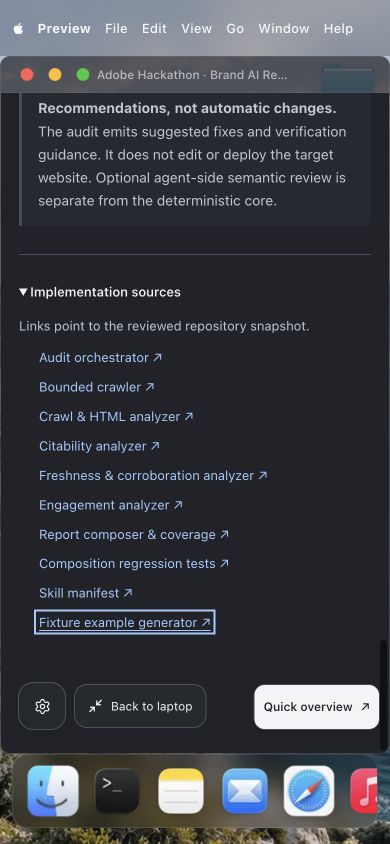 Preview File Edit View Go Window Help
Adobe Hackathon · Brand AI Re...
Recommendations, not automatic changes.
The audit emits suggested fixes and verification
guidance. It does not edit or deploy the target
website. Optional agent-side semantic review is
separate from the deterministic core.
▼ Implementation sources
Links point to the reviewed repository snapshot.
Audit orchestrator ↗
Bounded crawler ↗
Crawl & HTML analyzer ↗
Citability analyzer ↗
Freshness & corroboration analyzer ↗
Engagement analyzer ↗
Report composer & coverage ↗
Composition regression tests ↗
Skill manifest ↗
Fixture example generator ↗
Back to laptop
Quick overview ↗
>_